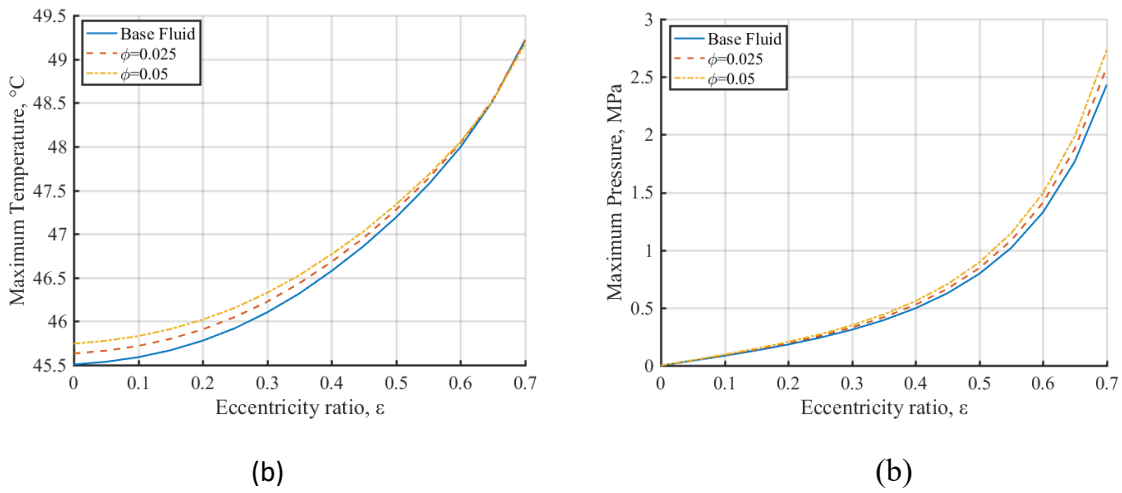 49.5
49
48.5
48
47.5
47
46.5
46
45.5
Maximum Temperature, °C
Base Fluid
ϕ=0.025
ϕ=0.05
0 0.1 0.2 0.3 0.4 0.5 0.6 0.7
Eccentricity ratio, ε
(b)
3
2.5
2
1.5
1
0.5
0
Maximum Pressure, MPa
Base Fluid
ϕ=0.025
ϕ=0.05
0 0.1 0.2 0.3 0.4 0.5 0.6 0.7
Eccentricity ratio, ε
(b)